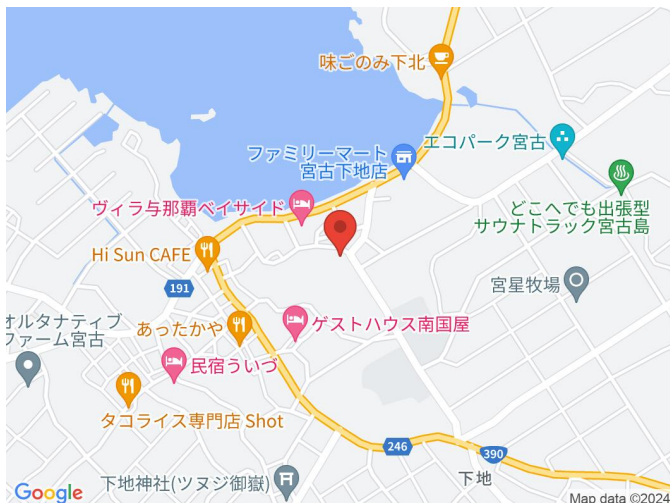 味ごのみ下北
ファミリーマート
宮古下地店
エコパーク宮古
どこへでも出張型
サウナトラック宮古島
ヴィラ与那覇ベイサイド
Hi Sun CAFE
191
宮星牧場
オルタナティブ
ファーム宮古
あったかや
ゲストハウス南国屋
民宿ういづ
タコライス専門店 Shot
246
390
下地
下地神社(ツヌジ御嶽)
Google
Map data ©2024